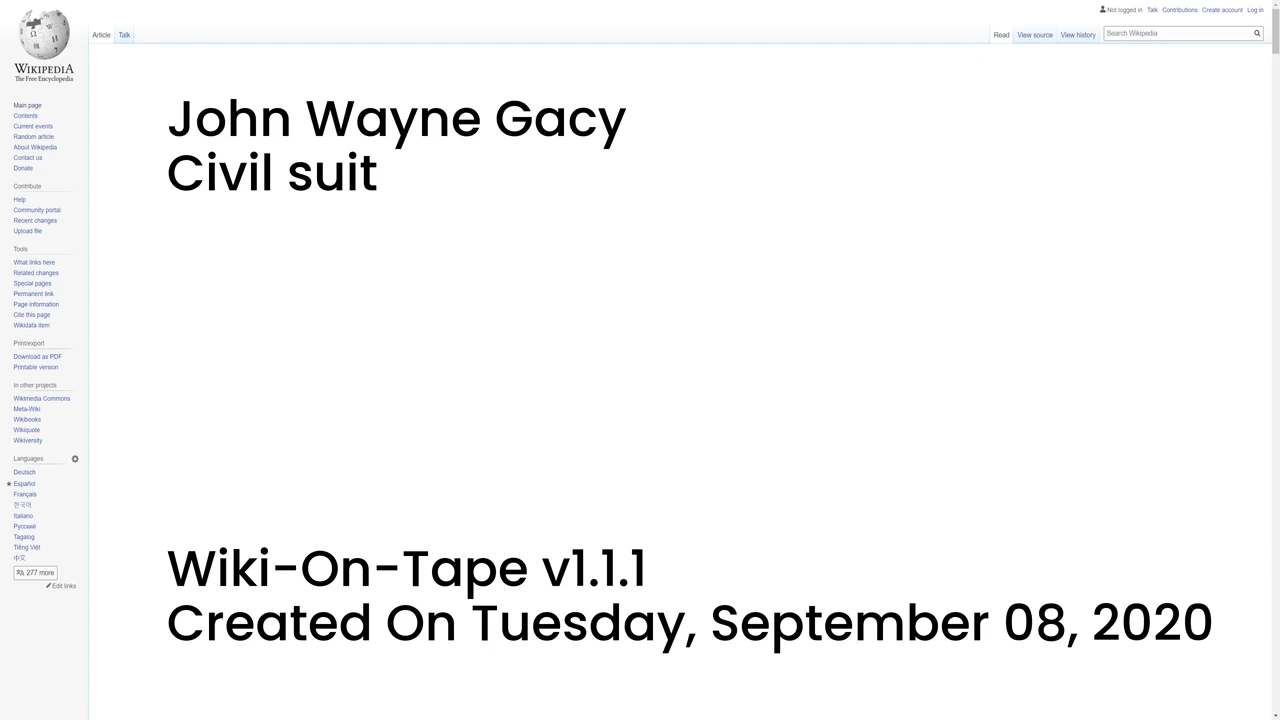 Not logged in Talk Contributions Create account Log in
Article Talk Read View source View history Search Wikipedia
WIKIPEDIA
The Free Encyclopedia
Main page
Contents
Current events
Random article
About Wikipedia
Contact us
Donate
Contribute
Help
Community portal
Recent changes
Upload file
Tools
What links here
Related changes
Special pages
Permanent link
Page information
Cite this page
Wikidata item
Print/export
Download as PDF
Printable version
In other projects
Wikimedia Commons
Meta-Wiki
Wikibooks
Wikiquote
Wikiversity
Languages
Deutsch
Español
Français
한국어
Italiano
Русский
Tagalog
Tiếng Việt
中文
277 more
Edit links
John Wayne Gacy
Civil suit
Wiki-On-Tape v1.1.1
Created On Tuesday, September 08, 2020